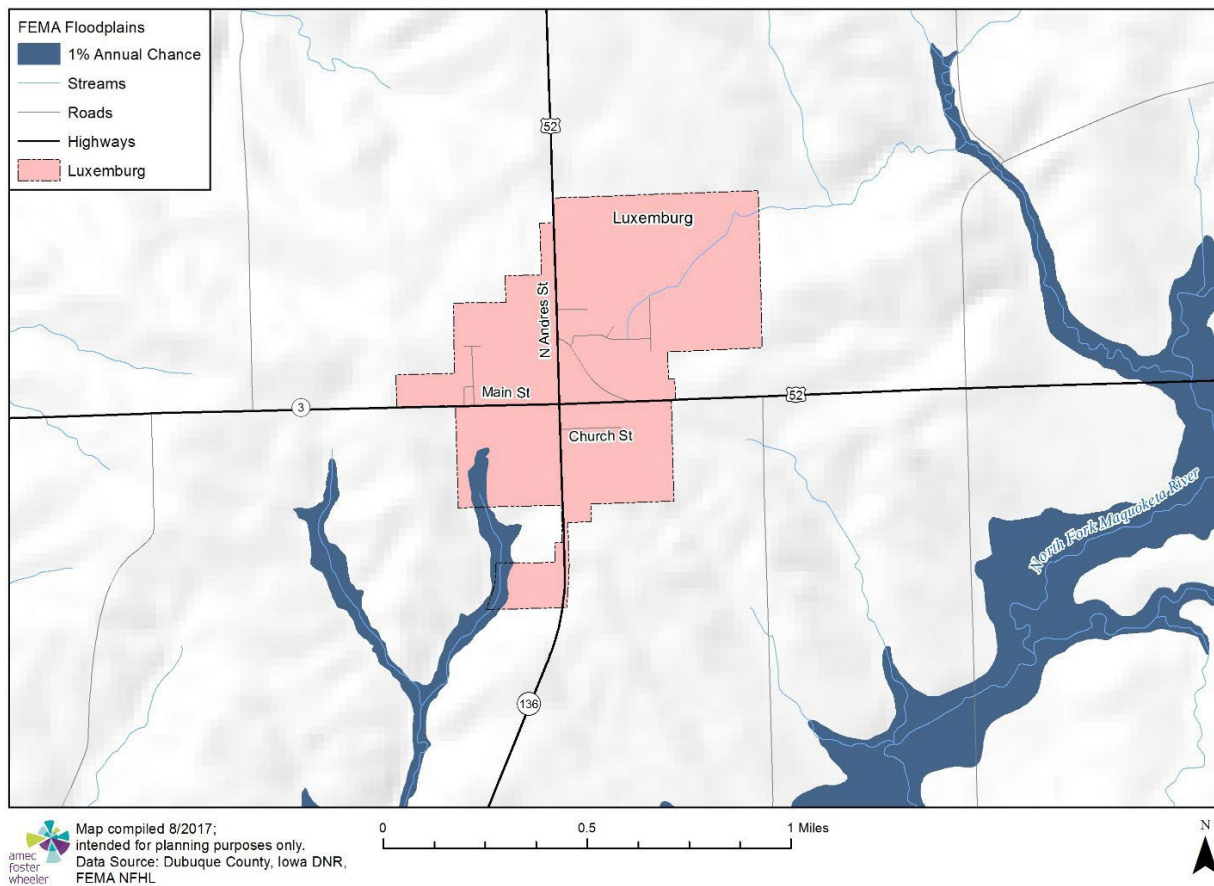 FEMA Floodplains
1% Annual Chance
Streams
Roads
Highways
Luxemburg
52
Luxemburg
N Andres St
Main St
3
52
Church St
North Fork Maquoketa River
136
amec
foster
wheeler
Map compiled 8/2017;
intended for planning purposes only.
Data Source: Dubuque County, Iowa DNR,
FEMA NFHL
0 0.5 1 Miles
N